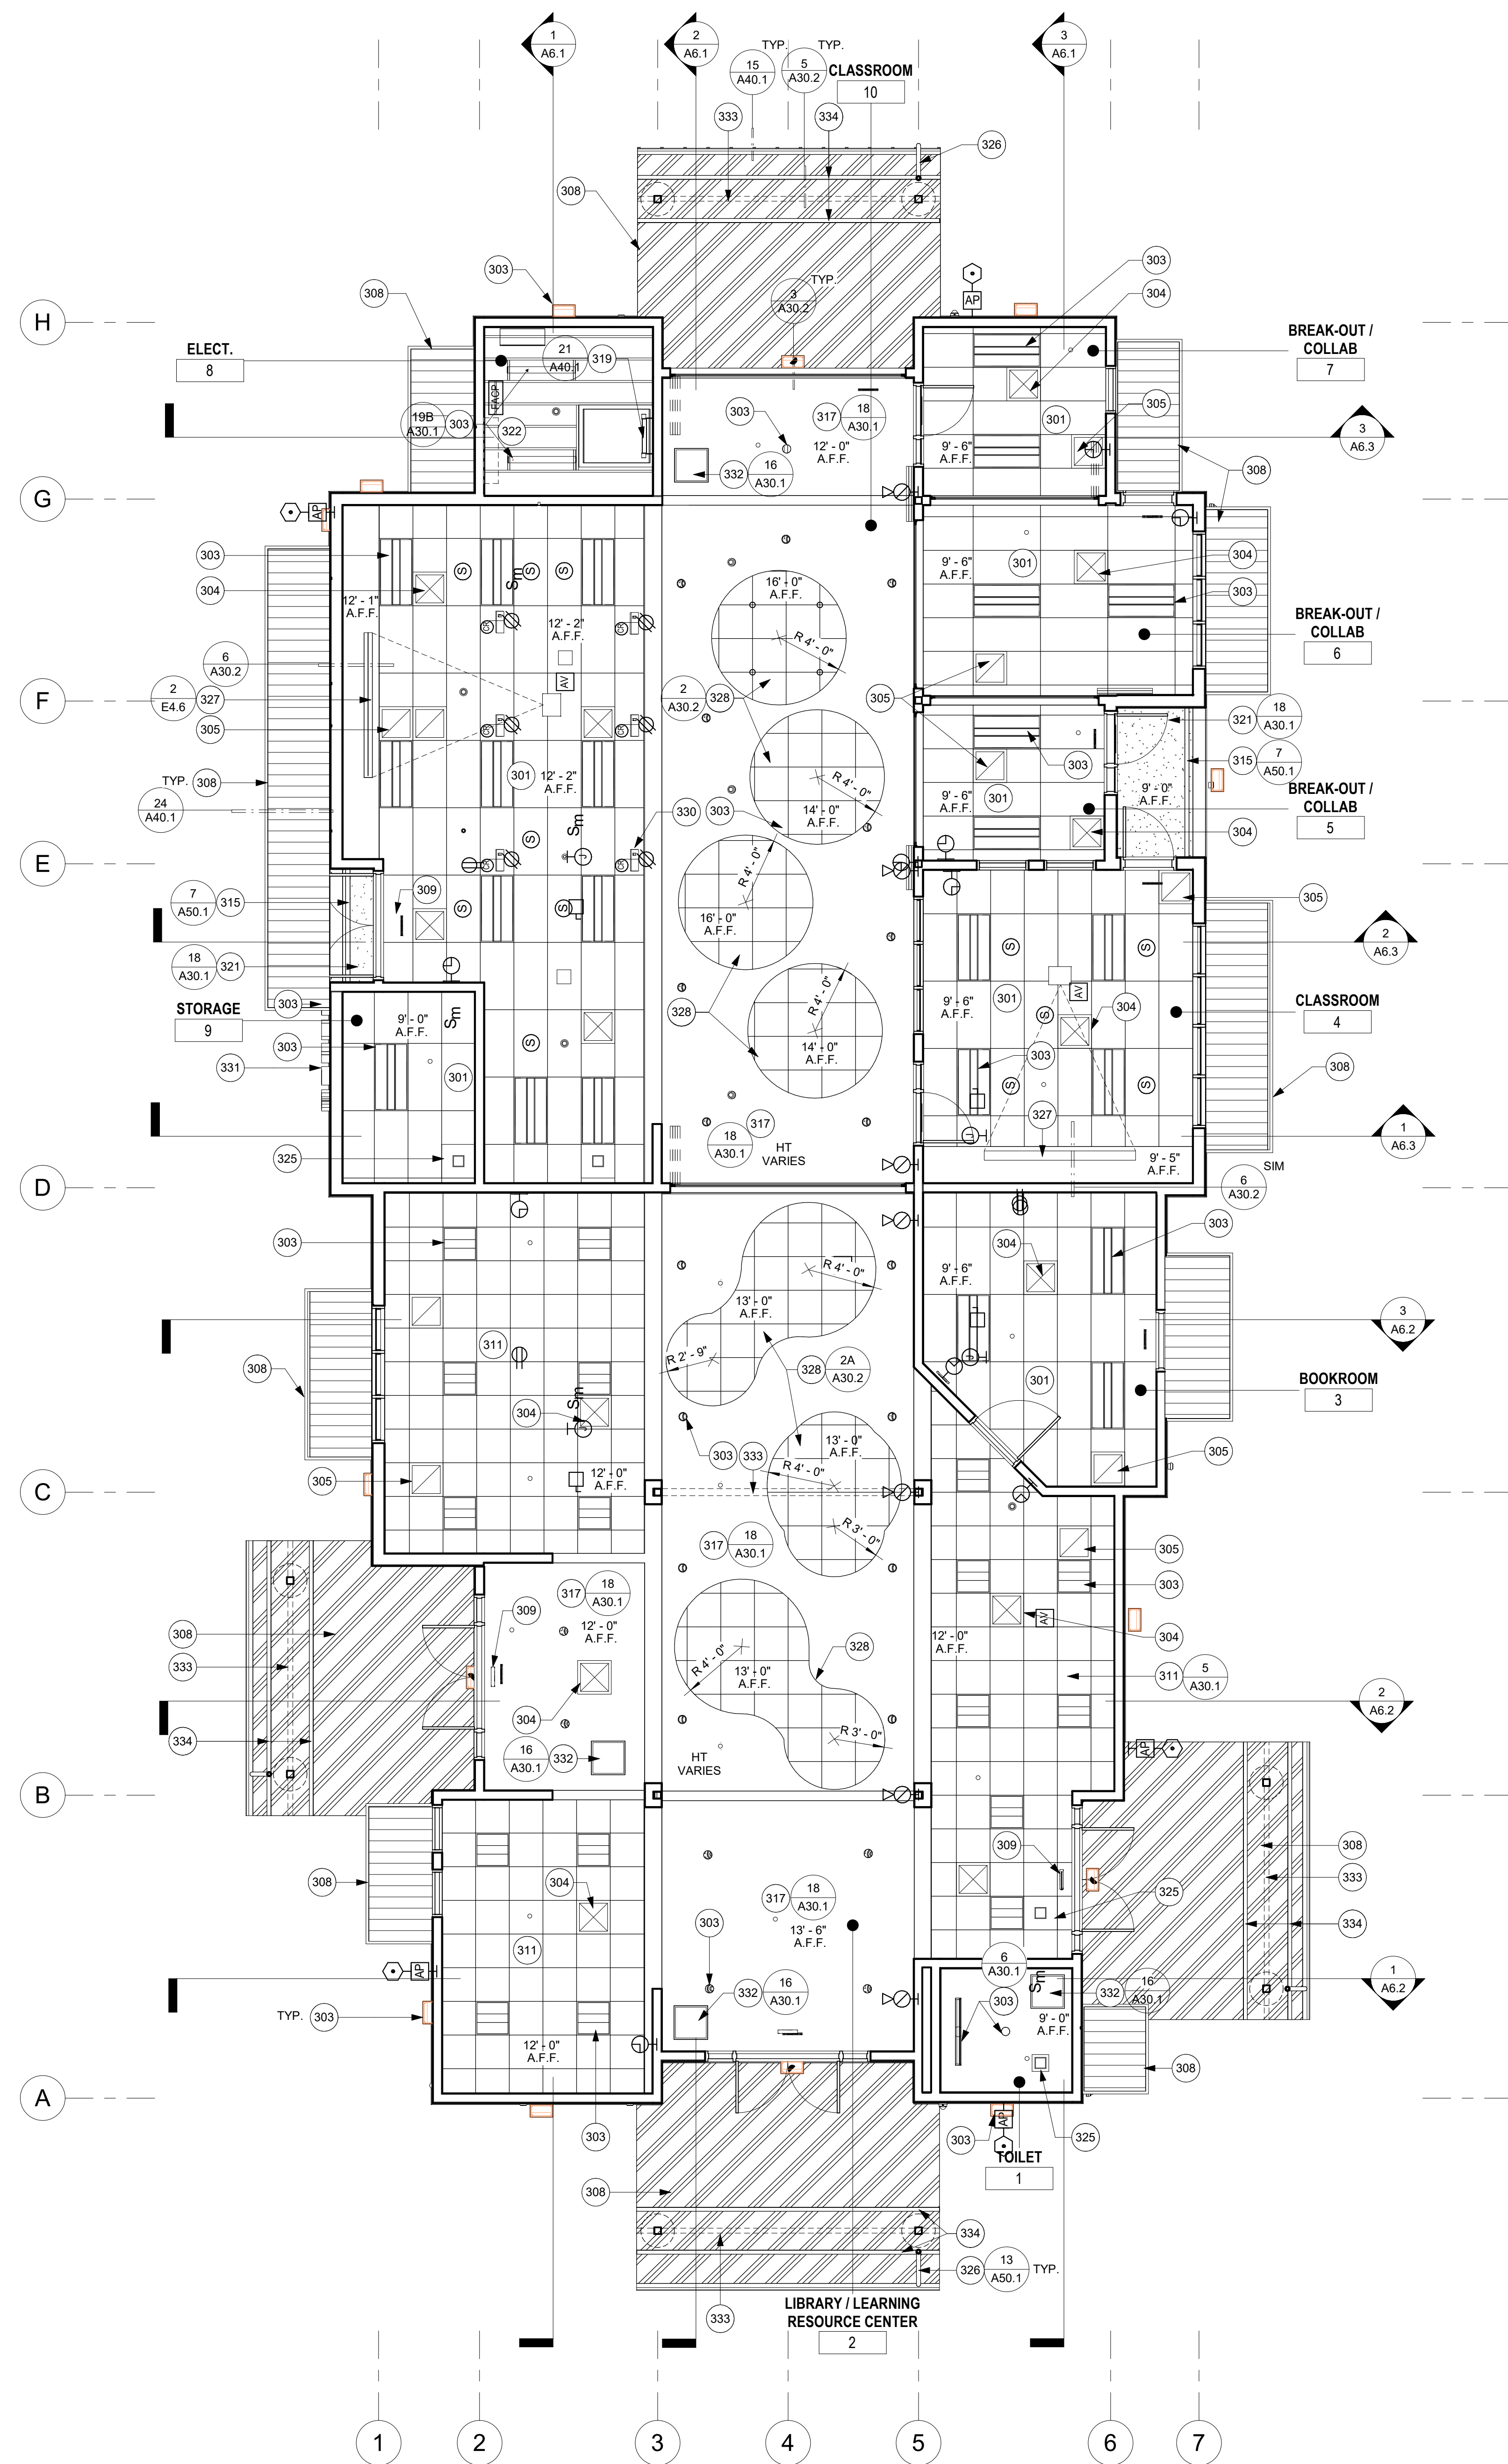 1
A6.1
2
A6.1
3
A6.1
TYP.
TYP.
15
A40.1
5
A30.2
CLASSROOM
10
333
334
326
308
303
308
TYP.
3
A30.2
AP
303
304
H
BREAK-OUT /
COLLAB
7
ELECT.
8
21
A40.1
319
FACP
19B
A30.1
303
322
303
317
18
A30.1
12' - 0"
A.F.F.
332
16
A30.1
301
9' - 6"
A.F.F.
305
3
A6.3
308
G
AP
303
304
12' - 1"
A.F.F.
S
S
S
Sm
12' - 2"
A.F.F.
16' - 0"
A.F.F.
R 4' - 0"
9' - 6"
A.F.F.
301
304
303
BREAK-OUT /
COLLAB
6
6
A30.2
2
E4.6
327
305
AV
F
2
A30.2
328
305
321
18
A30.1
315
7
A50.1
TYP.
308
24
A40.1
301
12' - 2"
A.F.F.
R 4' - 0"
14' - 0"
A.F.F.
303
330
303
9' - 6"
A.F.F.
301
9' - 0"
A.F.F.
BREAK-OUT /
COLLAB
5
304
E
S
Sm
J
R 4' - 0"
16' - 0"
A.F.F.
7
A50.1
315
309
S
S
18
A30.1
321
305
2
A6.3
S
S
STORAGE
9
303
9' - 0"
A.F.F.
Sm
303
331
301
S
328
R 4' - 0"
14' - 0"
A.F.F.
9' - 6"
A.F.F.
301
AV
304
S
303
S
S
CLASSROOM
4
308
325
18
A30.1
317
HT
VARIES
327
J
9' - 5"
A.F.F.
1
A6.3
SIM
6
A30.2
D
303
304
303
9' - 6"
A.F.F.
R 4' - 0"
13' - 0"
A.F.F.
R 2' - 9"
311
308
328
2A
A30.2
3
A6.2
J
301
BOOKROOM
3
Sm
304
J
303
333
13' - 0"
A.F.F.
R 4' - 0"
305
12' - 0"
A.F.F.
305
C
R 3' - 0"
317
18
A30.1
305
303
317
18
A30.1
309
12' - 0"
A.F.F.
308
333
304
334
328
R 4' - 0"
13' - 0"
A.F.F.
R 3' - 0"
12' - 0"
A.F.F.
AV
304
311
5
A30.1
2
A6.2
16
A30.1
332
HT
VARIES
AP
B
308
304
311
317
18
A30.1
13' - 6"
A.F.F.
309
325
308
333
334
AP
TYP.
303
303
332
16
A30.1
6
A30.1
Sm
303
332
16
A30.1
9' - 0"
A.F.F.
1
A6.2
12' - 0"
A.F.F.
308
A
303
303
AP
325
TOILET
1
308
334
326
13
A50.1
TYP.
333
LIBRARY / LEARNING
RESOURCE CENTER
2
1
2
3
4
5
6
7